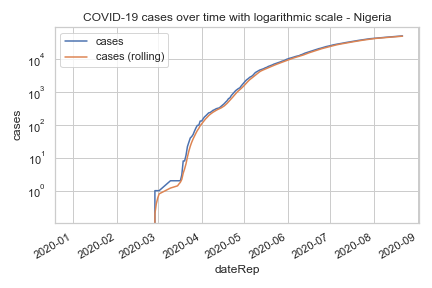 COVID-19 cases over time with logarithmic scale - Nigeria
cases
cases (rolling)
10⁴
10³
10²
10¹
10⁰
cases
2020-01
2020-02
2020-03
2020-04
2020-05
2020-06
2020-07
2020-08
2020-09
dateRep